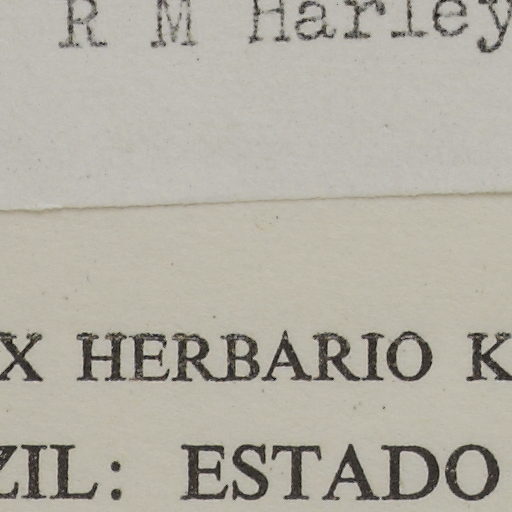 R M Harley
X HERBARIO K
ZIL: ESTADO